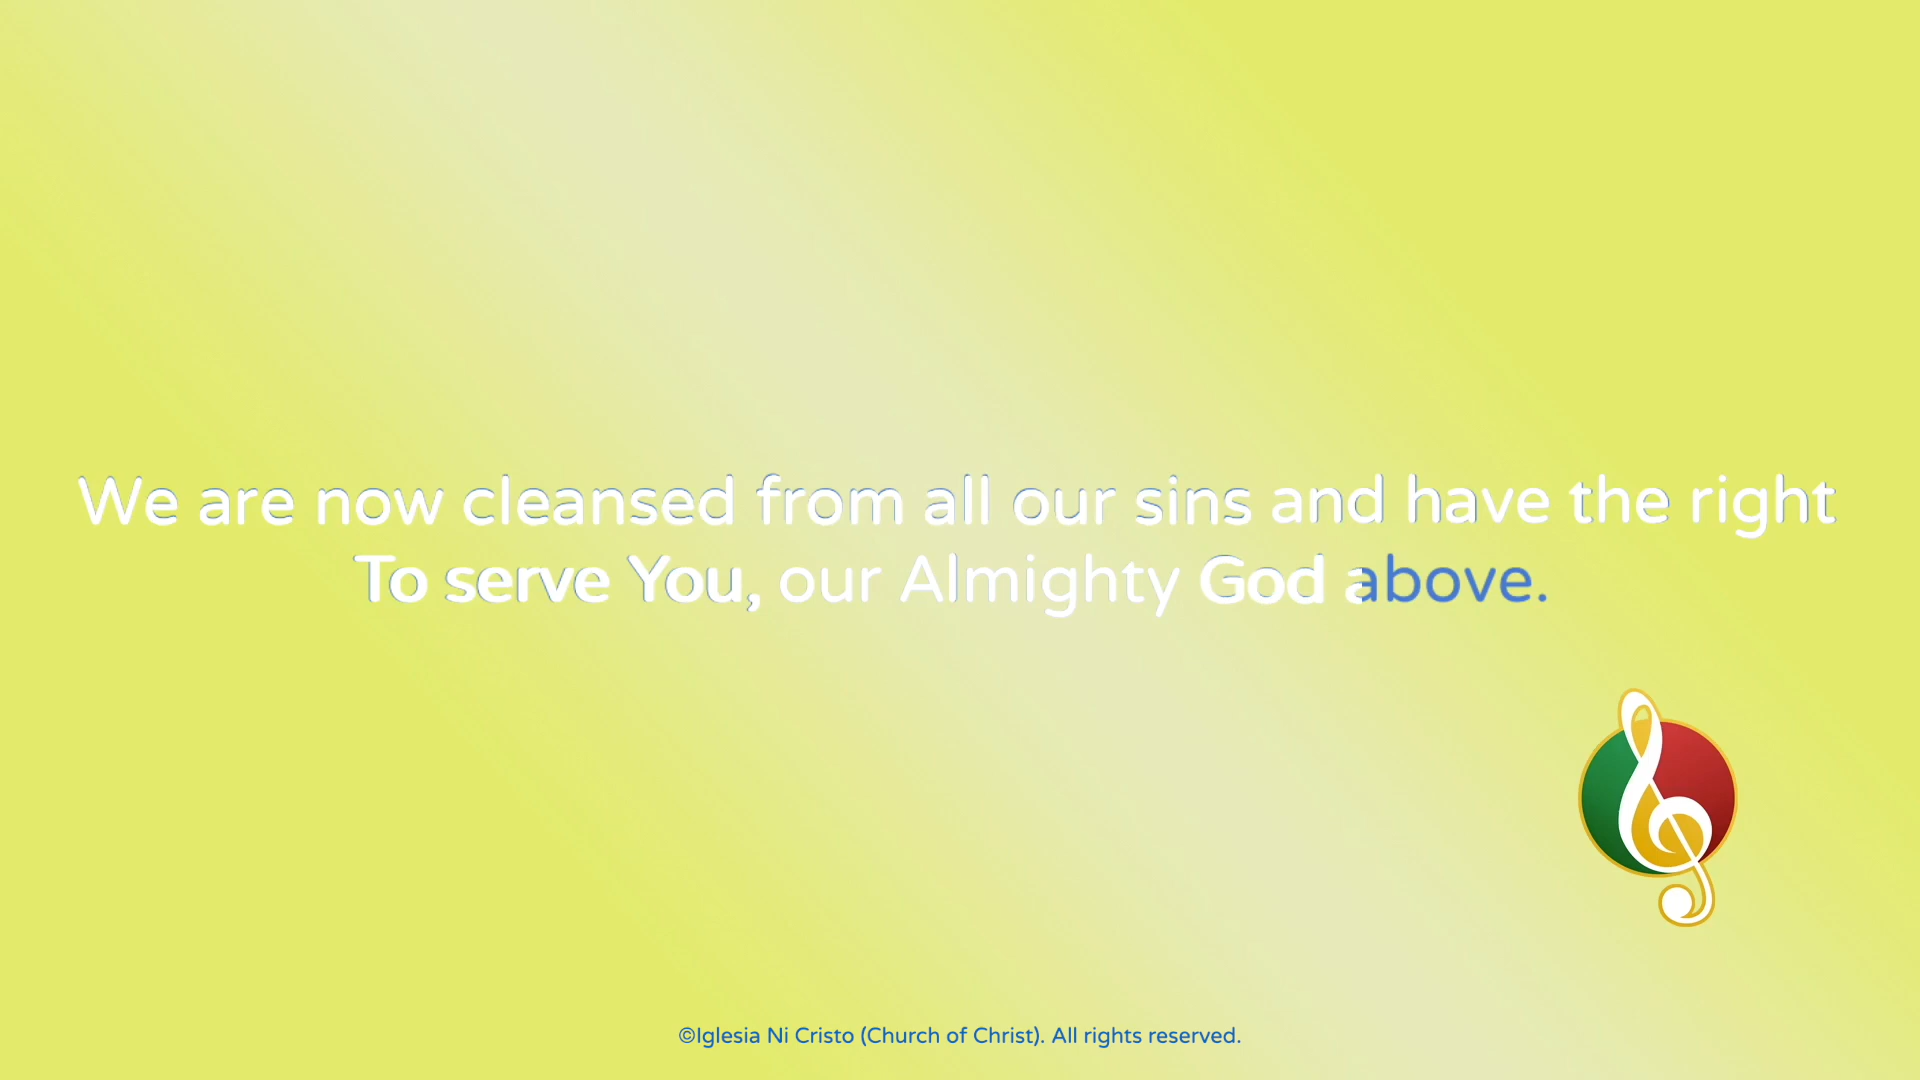 We are now cleansed from all our sins and have the right
To serve You, our Almighty God above.
©Iglesia Ni Cristo (Church of Christ). All rights reserved.